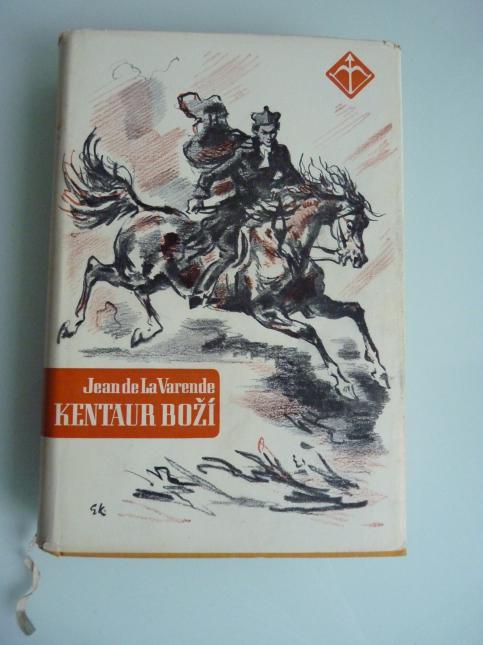 Jean de La Varende
KENTAUR BOŽÍ
GK.